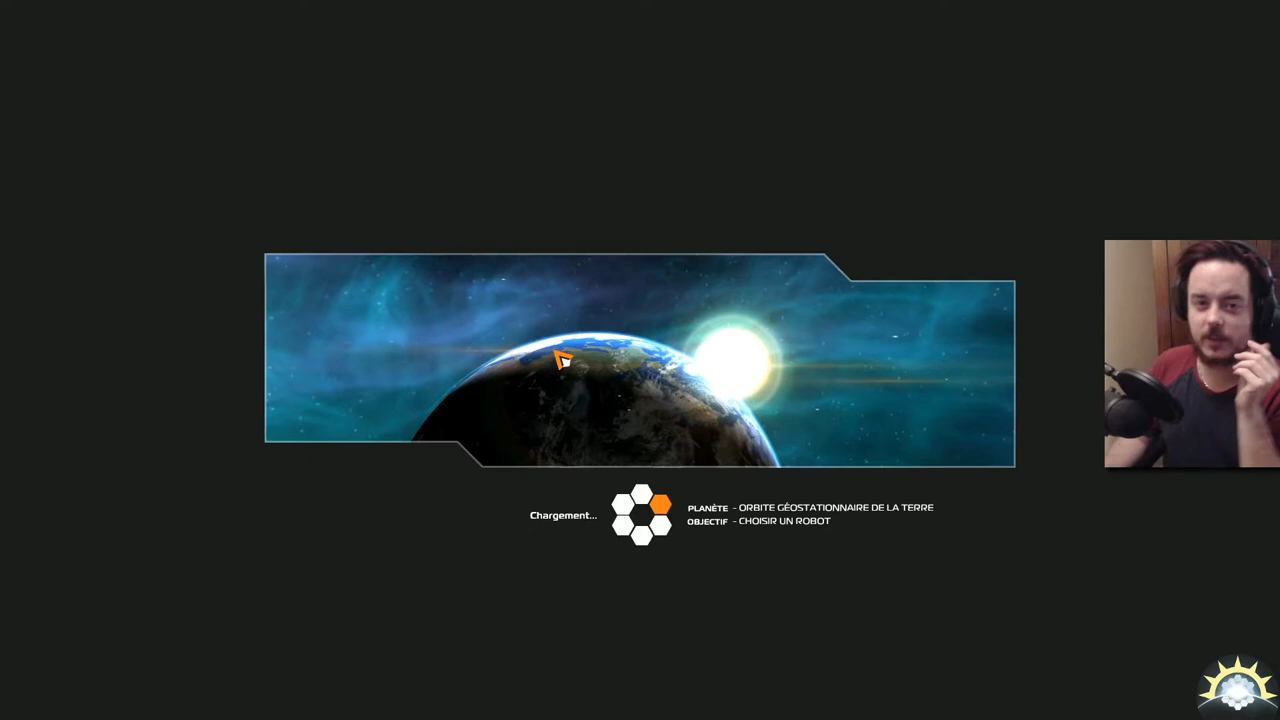 Chargement...
PLANÈTE - ORBITE GÉOSTATIONNAIRE DE LA TERRE
OBJECTIF - CHOISIR UN ROBOT